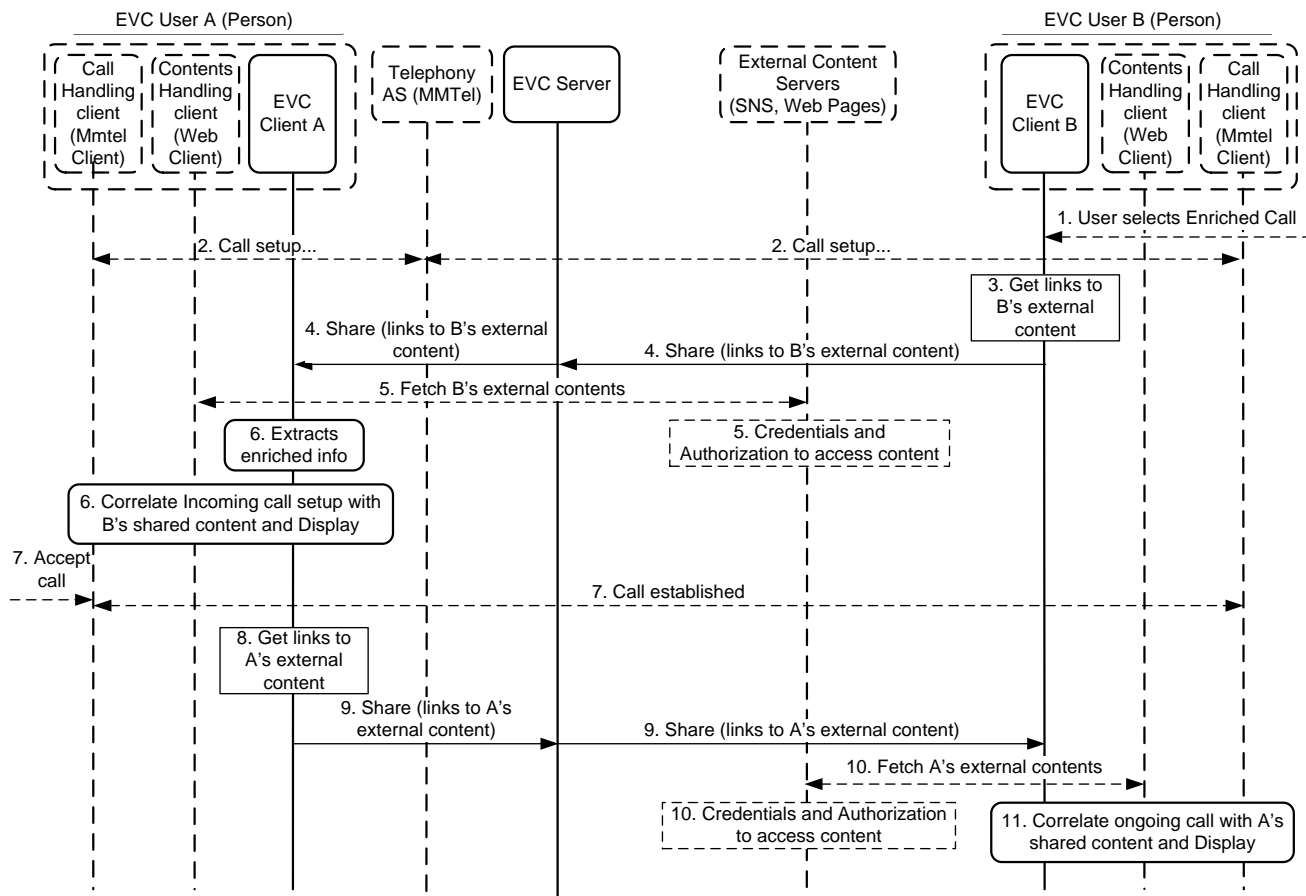 EVC User A (Person)
EVC User B (Person)
Call
Handling
client
(Mmtel
Client)
Contents
Handling
client
(Web
Client)
EVC
Client A
Telephony
AS (MMTel)
EVC Server
External Content
Servers
(SNS, Web Pages)
EVC
Client B
Contents
Handling
client
(Web
Client)
Call
Handling
client
(Mmtel
Client)
1. User selects Enriched Call
2. Call setup...
2. Call setup...
3. Get links to
B's external
content
4. Share (links to B's external
content)
4. Share (links to B's external content)
5. Fetch B's external contents
6. Extracts
enriched info
5. Credentials and
Authorization to access content
6. Correlate Incoming call setup with
B's shared content and Display
7. Accept
call
7. Call established
8. Get links to
A's external
content
9. Share (links to A's
external content)
9. Share (links to A's external content)
10. Fetch A's external contents
10. Credentials and Authorization
to access content
11. Correlate ongoing call with A's
shared content and Display